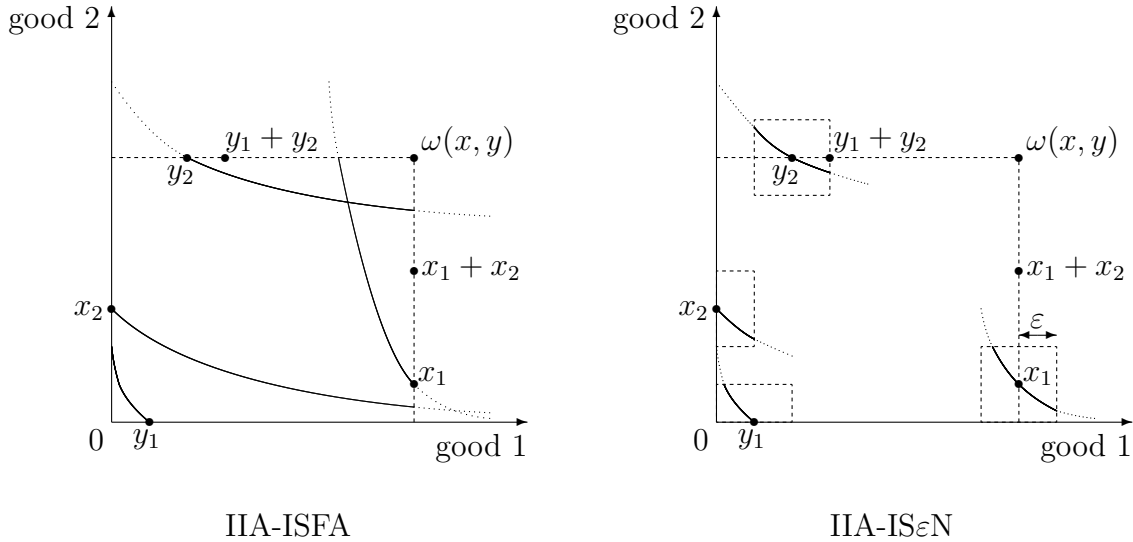 good 2
y₁ + y₂
ω(x, y)
y₂
x₁ + x₂
x₂
x₁
0
y₁
good 1
IIA-ISFA
good 2
y₁ + y₂
ω(x, y)
y₂
x₁ + x₂
x₂
ε
x₁
0
y₁
good 1
IIA-ISεN